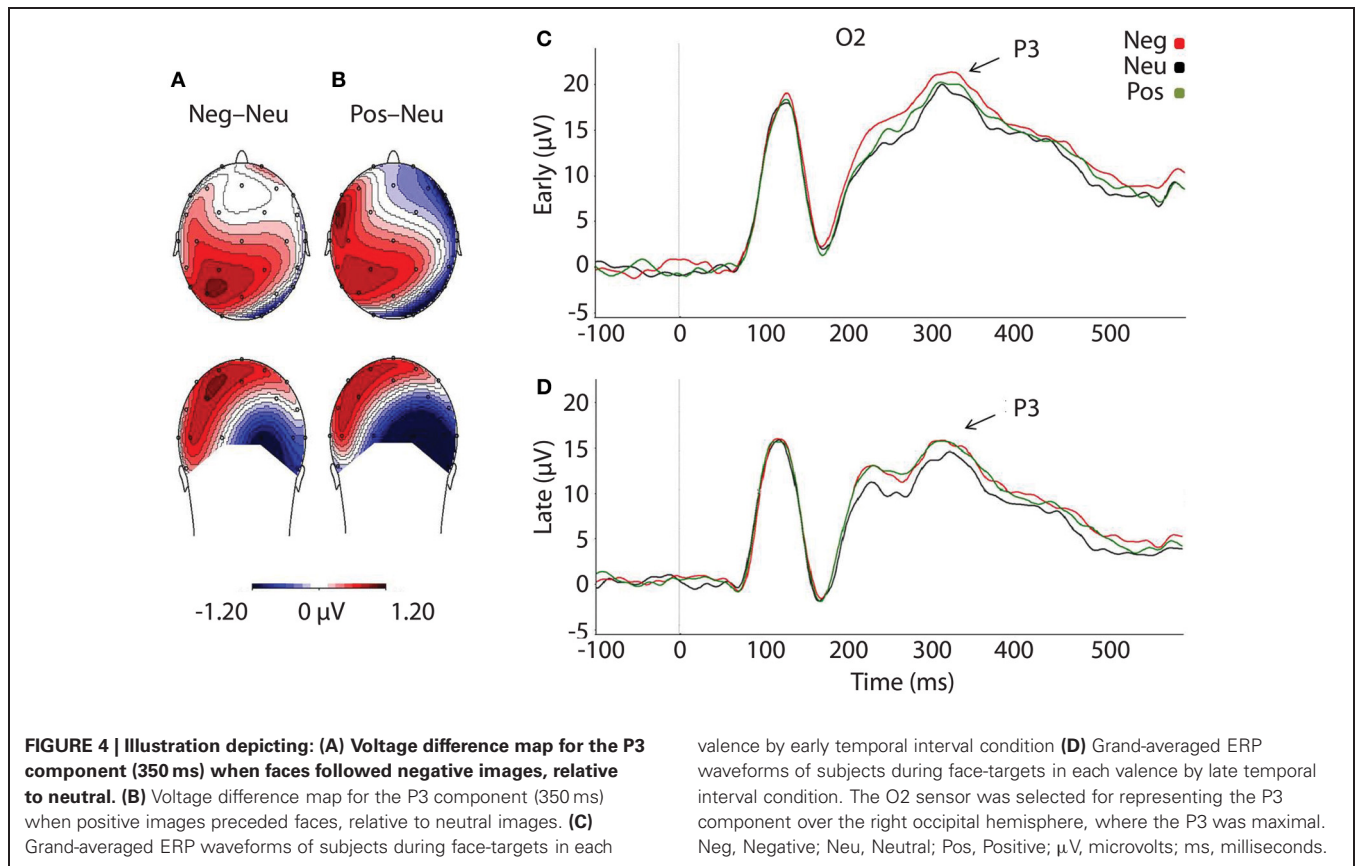 A
B
Neg–Neu
Pos–Neu
-1.20 0 µV 1.20
C
O2
Neg
Neu
Pos
P3
Early (µV)
20
15
10
5
0
-5
-100 0 100 200 300 400 500
D
P3
Late (µV)
20
15
10
5
0
-5
-100 0 100 200 300 400 500
Time (ms)
FIGURE 4 | Illustration depicting: (A) Voltage difference map for the P3
component (350 ms) when faces followed negative images, relative
to neutral. (B) Voltage difference map for the P3 component (350 ms)
when positive images preceded faces, relative to neutral images. (C)
Grand-averaged ERP waveforms of subjects during face-targets in each
valence by early temporal interval condition (D) Grand-averaged ERP
waveforms of subjects during face-targets in each valence by late temporal
interval condition. The O2 sensor was selected for representing the P3
component over the right occipital hemisphere, where the P3 was maximal.
Neg, Negative; Neu, Neutral; Pos, Positive; µV, microvolts; ms, milliseconds.